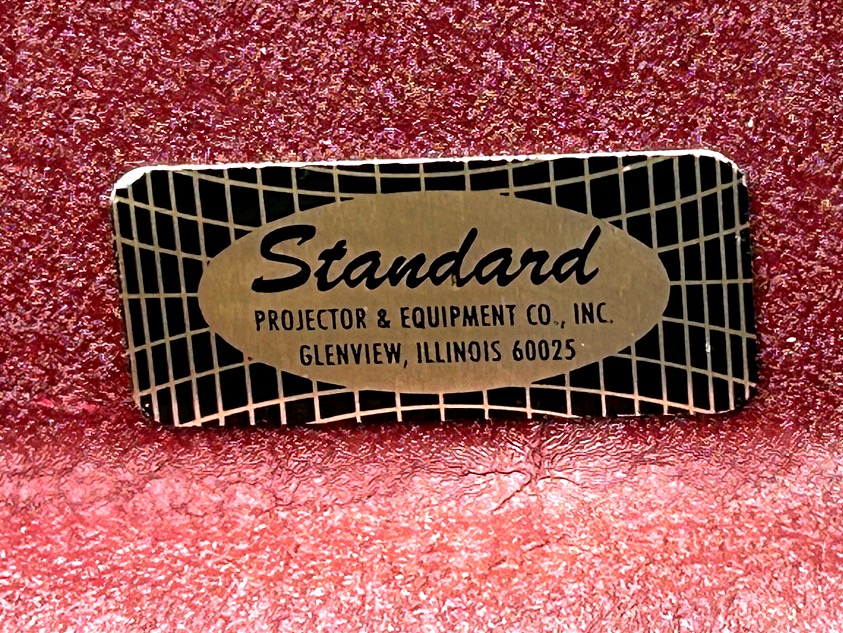 Standard
PROJECTOR & EQUIPMENT CO., INC.
GLENVIEW, ILLINOIS 60025